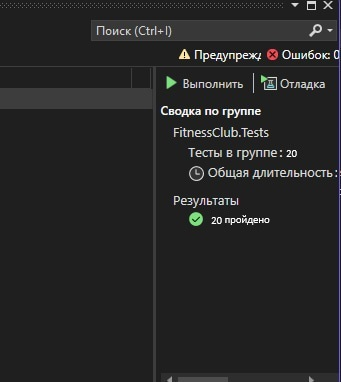 Поиск (Ctrl+I)
Предупрежд Ошибок: 0
Выполнить Отладка
Сводка по группе
FitnessClub.Tests
Тесты в группе: 20
Общая длительность:
Результаты
20 пройдено